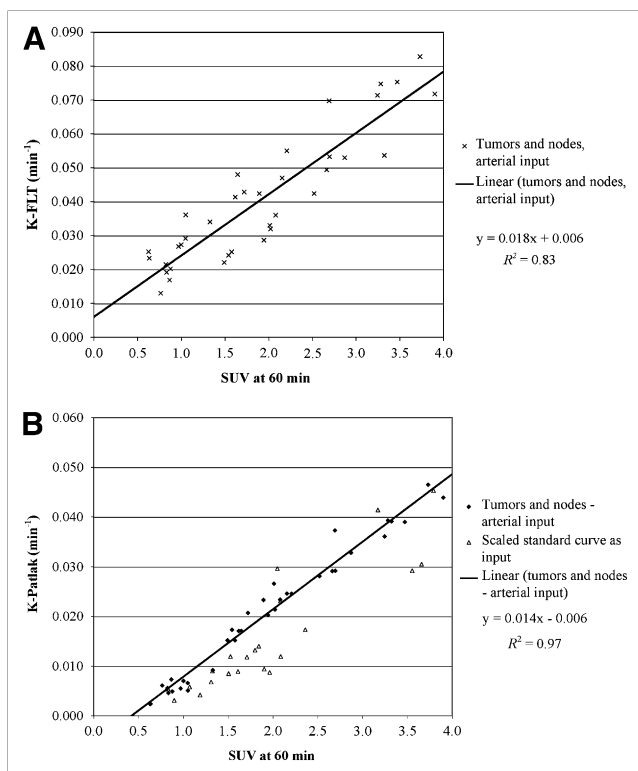 A
0.090
0.080
0.070
0.060
0.050
0.040
0.030
0.020
0.010
0.000
K-FLT (min⁻¹)
0.0 0.5 1.0 1.5 2.0 2.5 3.0 3.5 4.0
SUV at 60 min
Tumors and nodes,
arterial input
Linear (tumors and nodes,
arterial input)
y = 0.018x + 0.006
R² = 0.83
B
0.060
0.050
0.040
0.030
0.020
0.010
0.000
K-Patlak (min⁻¹)
0.0 0.5 1.0 1.5 2.0 2.5 3.0 3.5 4.0
SUV at 60 min
Tumors and nodes -
arterial input
Scaled standard curve as
input
Linear (tumors and nodes
- arterial input)
y = 0.014x - 0.006
R² = 0.97